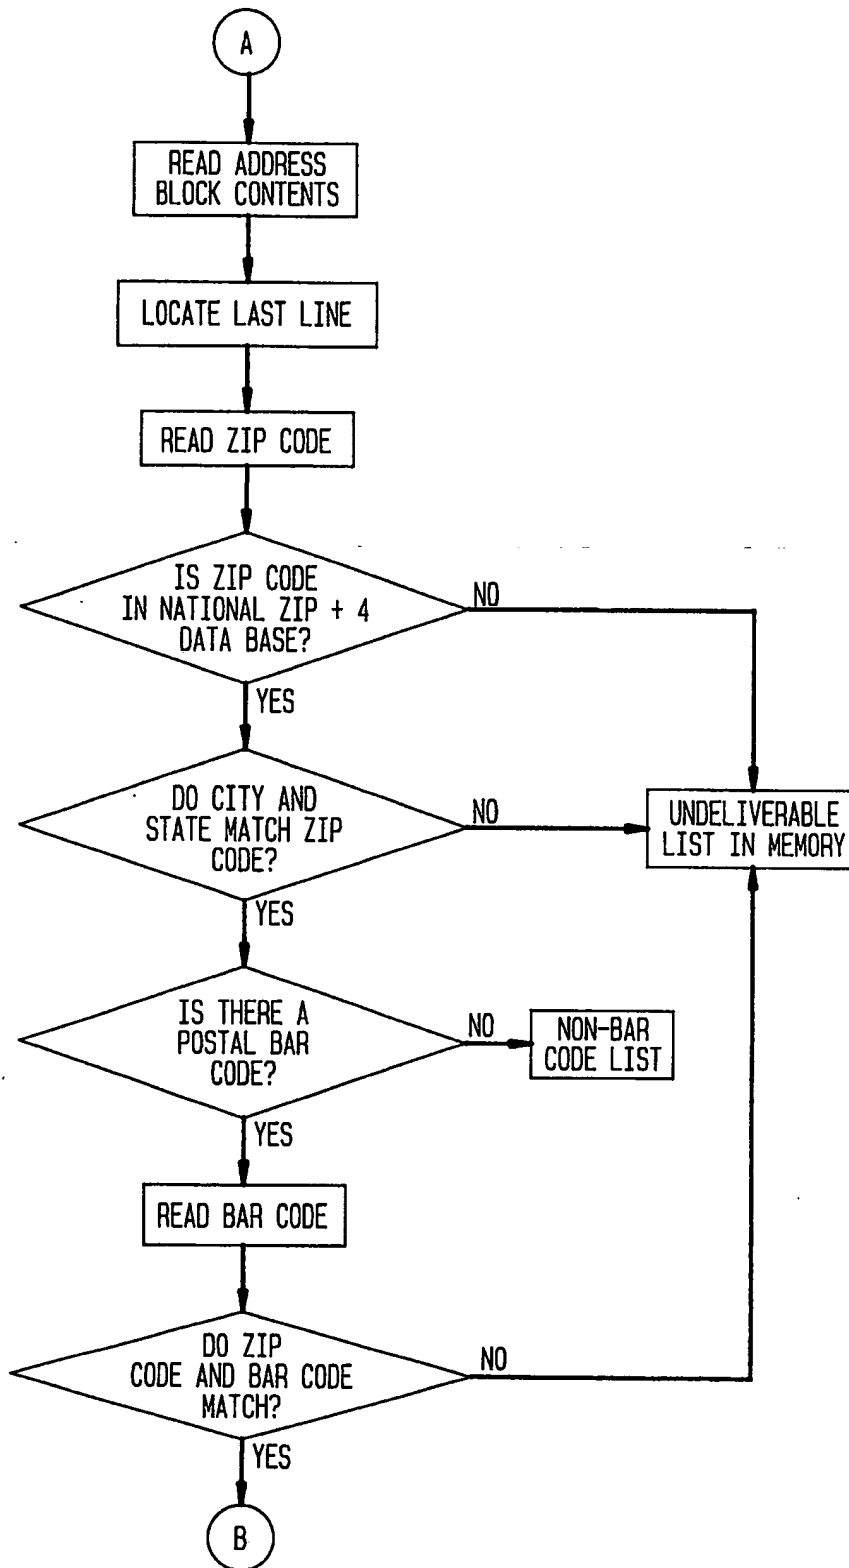 A
READ ADDRESS
BLOCK CONTENTS
LOCATE LAST LINE
READ ZIP CODE
IS ZIP CODE
IN NATIONAL ZIP + 4
DATA BASE?
NO
YES
DO CITY AND
STATE MATCH ZIP
CODE?
NO
UNDELIVERABLE
LIST IN MEMORY
YES
IS THERE A
POSTAL BAR
CODE?
NO
NON-BAR
CODE LIST
YES
READ BAR CODE
DO ZIP
CODE AND BAR CODE
MATCH?
NO
YES
B